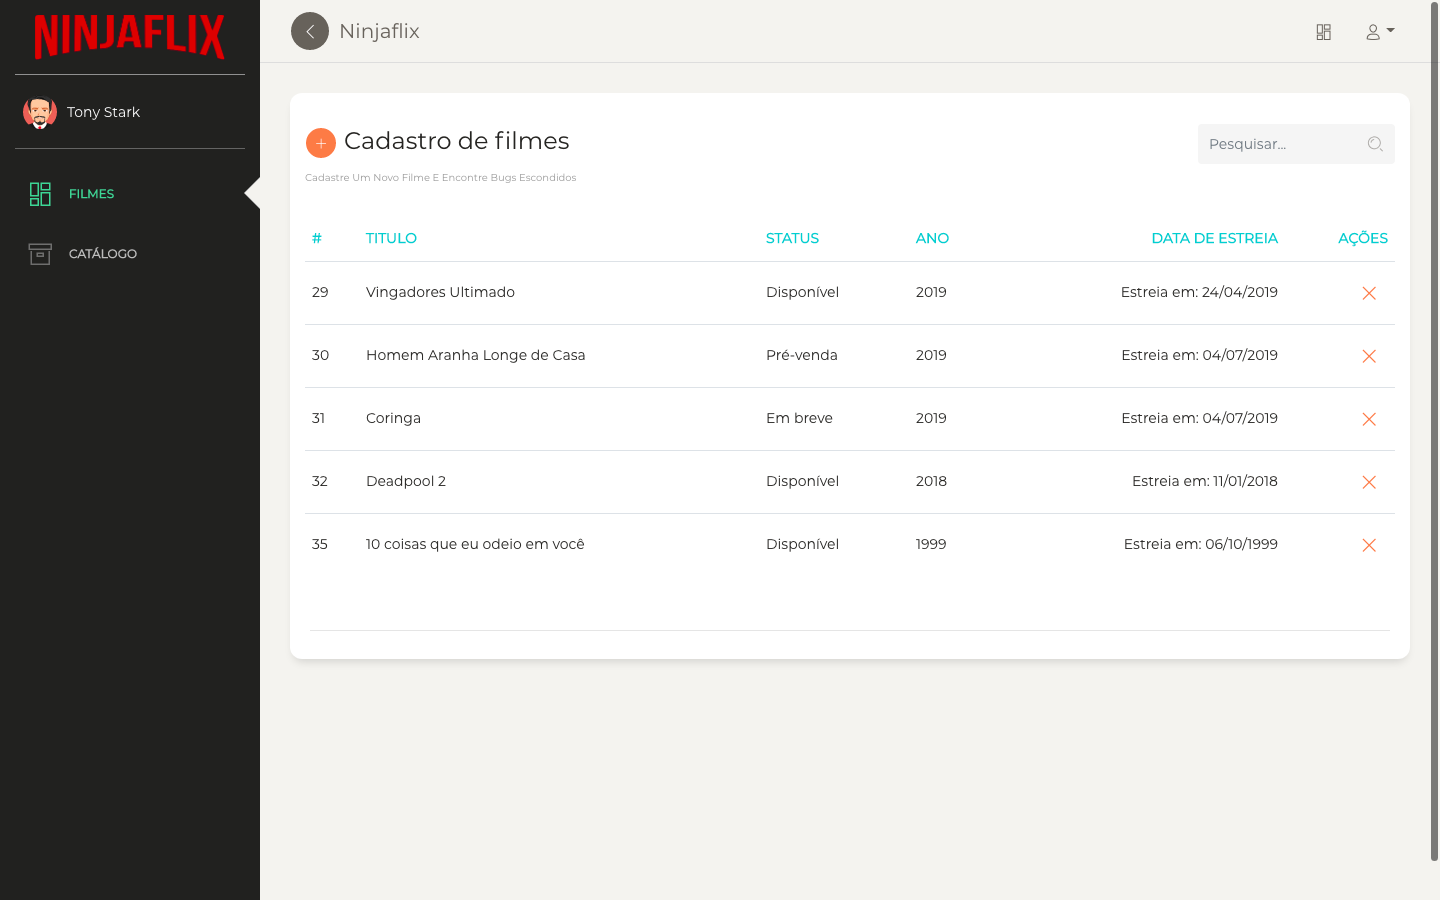 NINJAFLIX
Ninjaflix
Tony Stark
FILMES
CATÁLOGO
Cadastro de filmes
Pesquisar...
Cadastre Um Novo Filme E Encontre Bugs Escondidos
# TITULO STATUS ANO DATA DE ESTREIA AÇÕES
29 Vingadores Ultimado Disponível 2019 Estreia em: 24/04/2019
30 Homem Aranha Longe de Casa Pré-venda 2019 Estreia em: 04/07/2019
31 Coringa Em breve 2019 Estreia em: 04/07/2019
32 Deadpool 2 Disponível 2018 Estreia em: 11/01/2018
35 10 coisas que eu odeio em você Disponível 1999 Estreia em: 06/10/1999